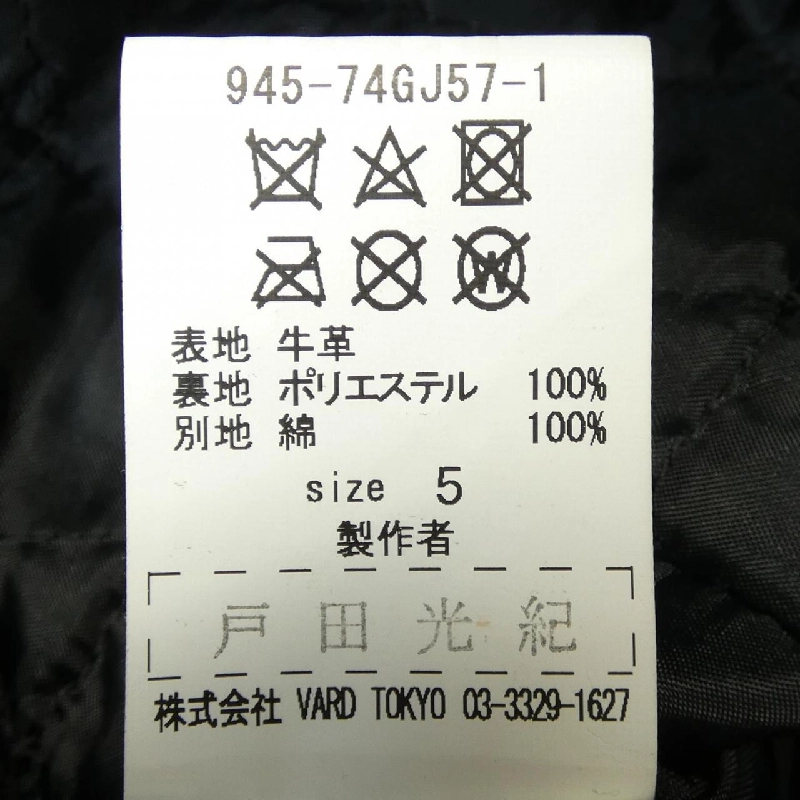 945-74GJ57-1
W
表地 牛革
裏地 ポリエステル 100%
別地 綿 100%
size 5
製作者
戸田光紀
株式会社 VARD TOKYO 03-3329-1627